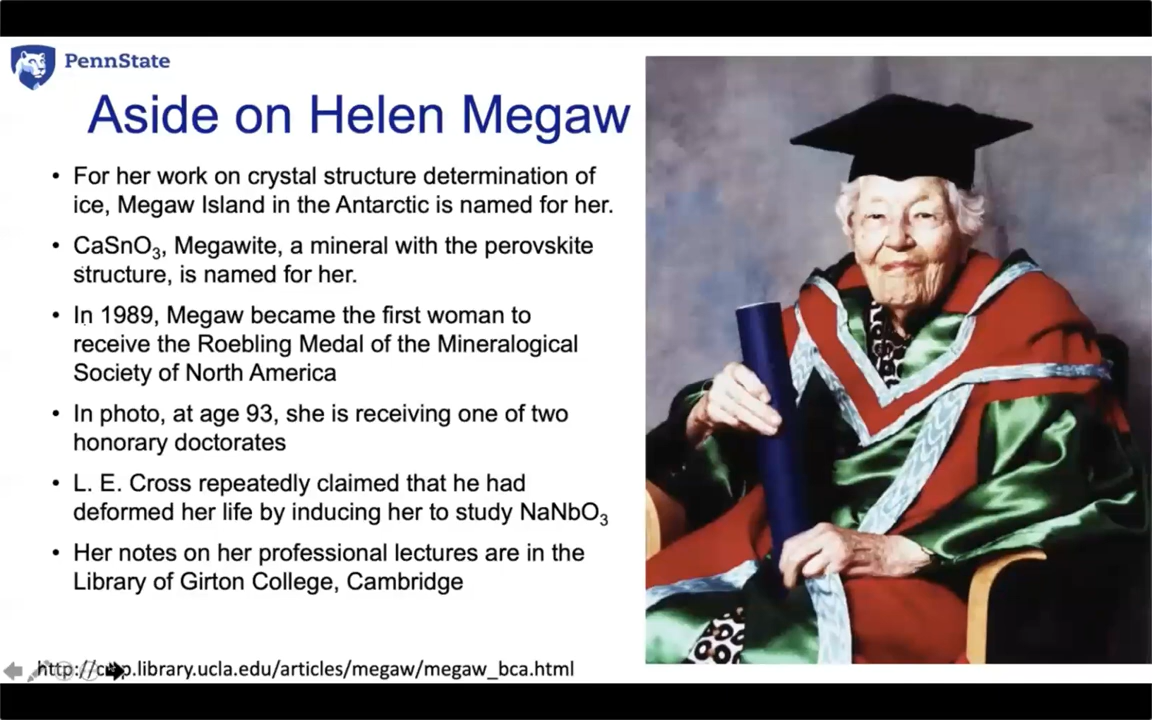 PennState
Aside on Helen Megaw
• For her work on crystal structure determination of
ice, Megaw Island in the Antarctic is named for her.
• CaSnO₃, Megawite, a mineral with the perovskite
structure, is named for her.
• In 1989, Megaw became the first woman to
receive the Roebling Medal of the Mineralogical
Society of North America
• In photo, at age 93, she is receiving one of two
honorary doctorates
• L. E. Cross repeatedly claimed that he had
deformed her life by inducing her to study NaNbO₃
• Her notes on her professional lectures are in the
Library of Girton College, Cambridge
.library.ucla.edu/articles/megaw/megaw_bca.html